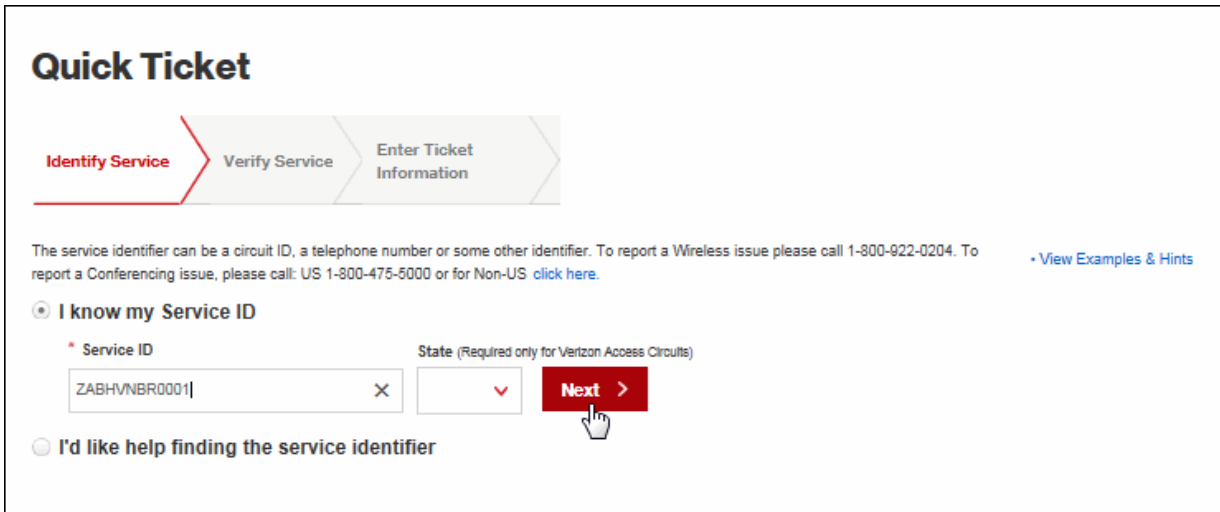 Quick Ticket
Identify Service
Verify Service
Enter Ticket
Information
The service identifier can be a circuit ID, a telephone number or some other identifier. To report a Wireless issue please call 1-800-922-0204. To
report a Conferencing issue, please call: US 1-800-475-5000 or for Non-US click here.
• View Examples & Hints
I know my Service ID
* Service ID
State (Required only for Verizon Access Circuits)
ZABHVNBR0001
Next
I'd like help finding the service identifier